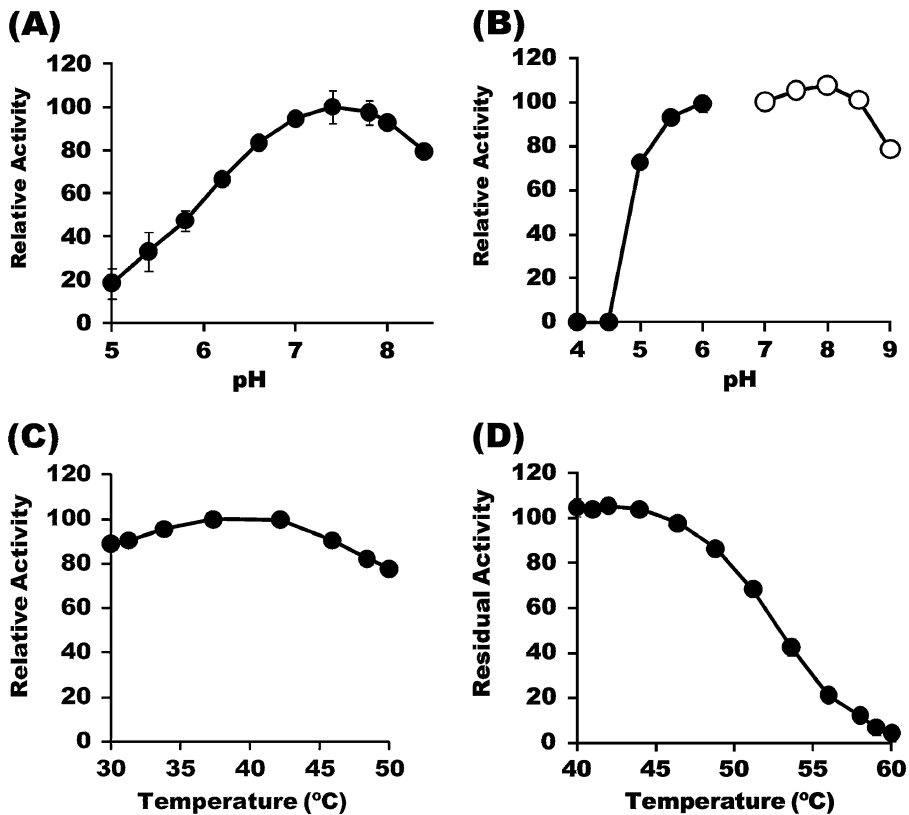 (A)
120
100
80
60
40
20
0
Relative Activity
5 6 7 8
pH
(B)
120
100
80
60
40
20
0
Relative Activity
4 5 6 7 8 9
pH
(C)
120
100
80
60
40
20
0
Relative Activity
30 35 40 45 50
Temperature (ºC)
(D)
120
100
80
60
40
20
0
Residual Activity
40 45 50 55 60
Temperature (ºC)